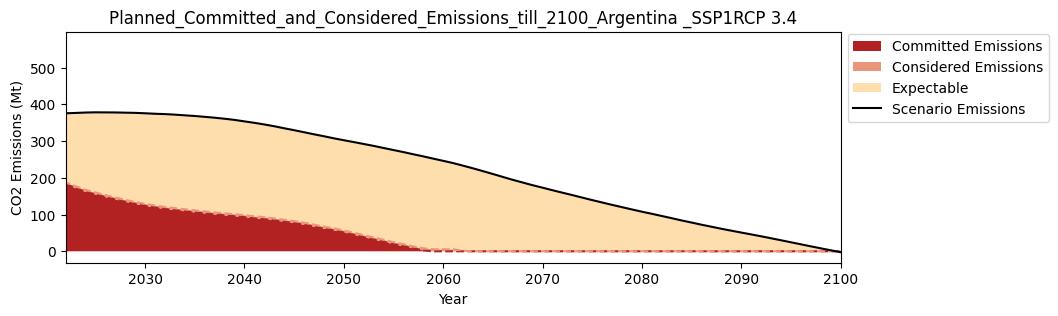 Planned_Committed_and_Considered_Emissions_till_2100_Argentina _SSP1RCP 3.4
Committed Emissions
Considered Emissions
Expectable
Scenario Emissions
CO2 Emissions (Mt)
500
400
300
200
100
0
2030 2040 2050 2060 2070 2080 2090 2100
Year